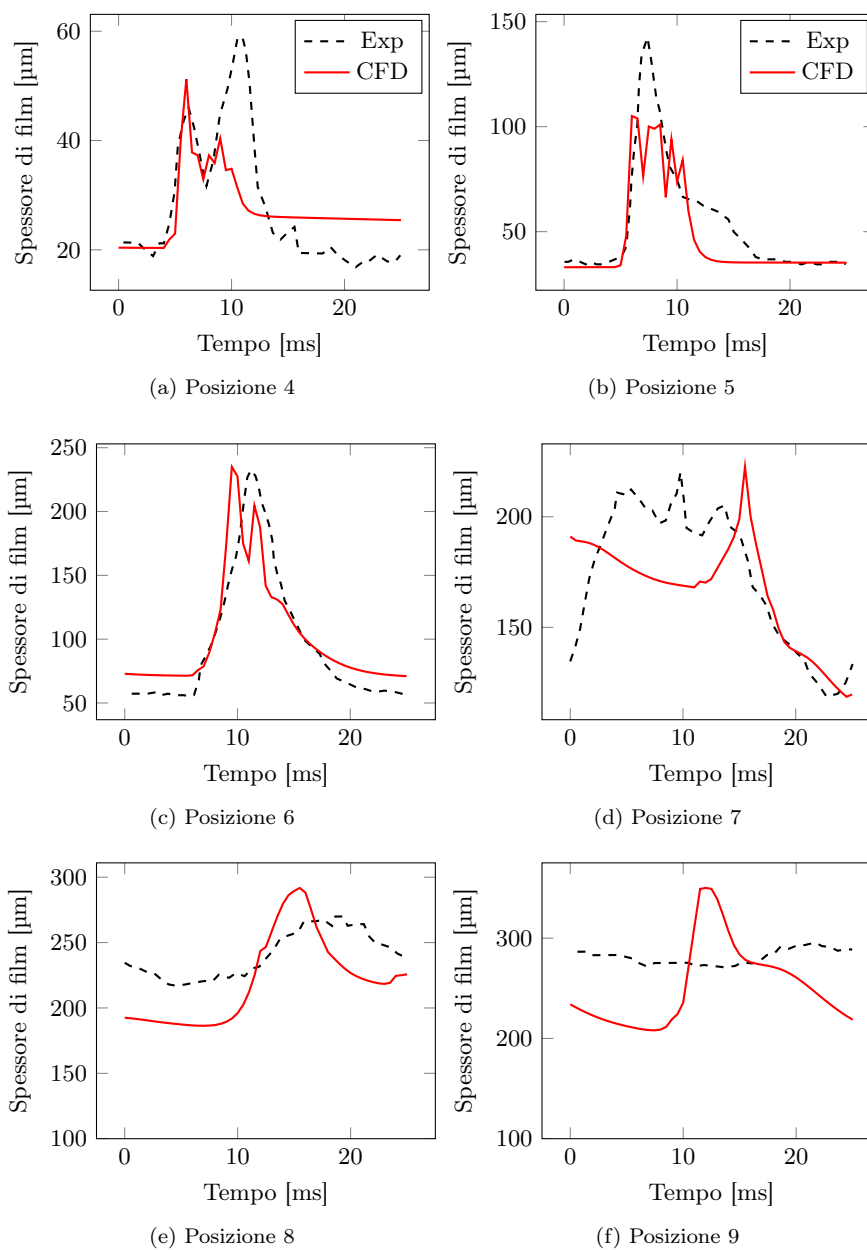 60
40
20
Spessore di film [µm]
Exp
CFD
0
10
20
Tempo [ms]
(a) Posizione 4
150
100
50
Spessore di film [µm]
Exp
CFD
0
10
20
Tempo [ms]
(b) Posizione 5
250
200
150
100
50
Spessore di film [µm]
0
10
20
Tempo [ms]
(c) Posizione 6
200
150
Spessore di film [µm]
0
10
20
Tempo [ms]
(d) Posizione 7
300
250
200
150
100
Spessore di film [µm]
0
10
20
Tempo [ms]
(e) Posizione 8
300
200
100
Spessore di film [µm]
0
10
20
Tempo [ms]
(f) Posizione 9